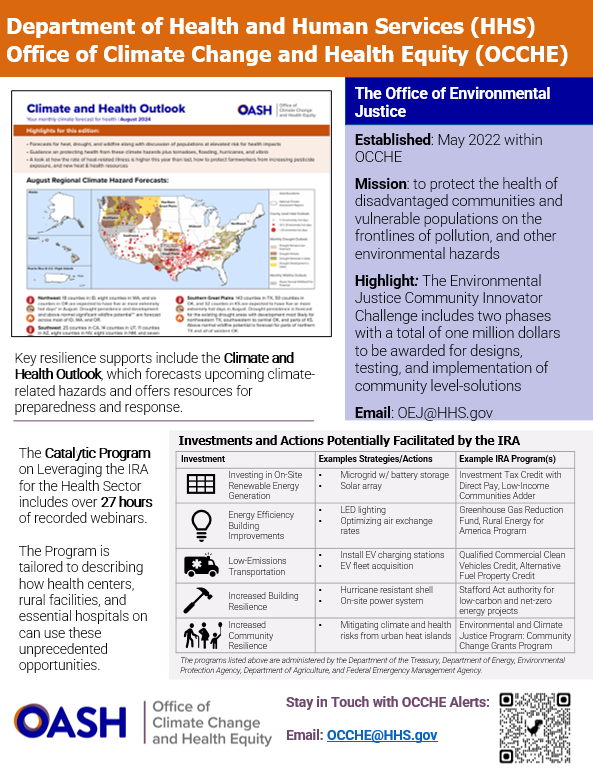 Department of Health and Human Services (HHS)
Office of Climate Change and Health Equity (OCCHE)
Climate and Health Outlook
Your monthly climate forecast for health | August 2024
OASH
Office of
Climate Change
and Health Equity
Highlights for this edition:
August Regional Climate Hazard Forecasts:
Key resilience supports include the Climate and
Health Outlook, which forecasts upcoming climate-
related hazards and offers resources for
preparedness and response.
The Office of Environmental
Justice
Established: May 2022 within
OCCHE
Mission: to protect the health of
disadvantaged communities and
vulnerable populations on the
frontlines of pollution, and other
environmental hazards
Highlight: The Environmental
Justice Community Innovator
Challenge includes two phases
with a total of one million dollars
to be awarded for designs,
testing, and implementation of
community level-solutions
Email: OEJ@HHS.gov
The Catalytic Program
on Leveraging the IRA
for the Health Sector
includes over 27 hours
of recorded webinars.
The Program is
tailored to describing
how health centers,
rural facilities, and
essential hospitals on
can use these
unprecedented
opportunities.
Investments and Actions Potentially Facilitated by the IRA
Investment Examples Strategies/Actions Example IRA Program(s)
Investing in On-Site
Renewable Energy
Generation
• Microgrid w/ battery storage
• Solar array
Investment Tax Credit with
Direct Pay, Low-Income
Communities Adder
Energy Efficiency
Building
Improvements
• LED lighting
• Optimizing air exchange
rates
Greenhouse Gas Reduction
Fund, Rural Energy for
America Program
Low-Emissions
Transportation
• Install EV charging stations
• EV fleet acquisition
Qualified Commercial Clean
Vehicles Credit, Alternative
Fuel Property Credit
Increased Building
Resilience
• Hurricane resistant shell
• On-site power system
Stafford Act authority for
low-carbon and net-zero
energy projects
Increased
Community
Resilience
• Mitigating climate and health
risks from urban heat islands
Environmental and Climate
Justice Program: Community
Change Grants Program
The programs listed above are administered by the Department of the Treasury, Department of Energy, Environmental
Protection Agency, Department of Agriculture, and Federal Emergency Management Agency.
OASH
Office of
Climate Change
and Health Equity
Stay in Touch with OCCHE Alerts:
Email: OCCHE@HHS.gov